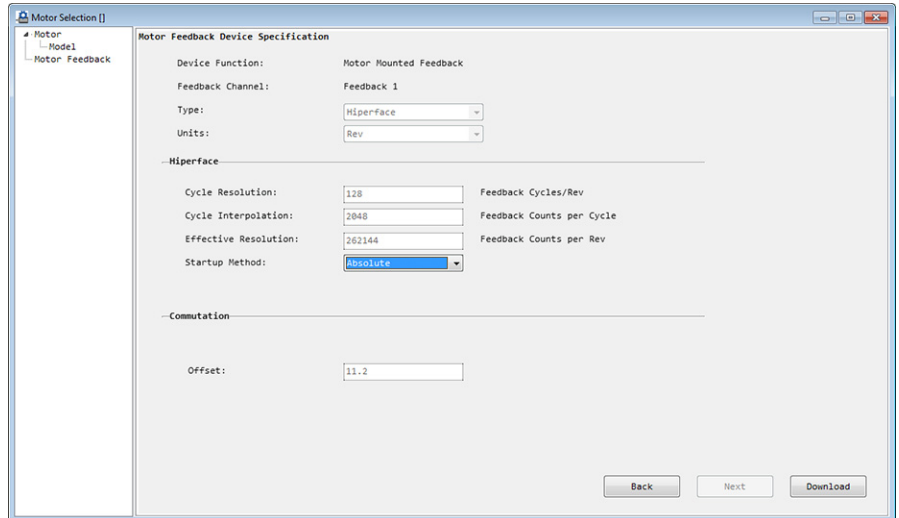 Motor Selection []
Motor
Model
Motor Feedback
Motor Feedback Device Specification
Device Function: Motor Mounted Feedback
Feedback Channel: Feedback 1
Type: Hiperface
Units: Rev
Hiperface
Cycle Resolution: 128 Feedback Cycles/Rev
Cycle Interpolation: 2048 Feedback Counts per Cycle
Effective Resolution: 262144 Feedback Counts per Rev
Startup Method: Absolute
Commutation
Offset: 11.2
Back Next Download